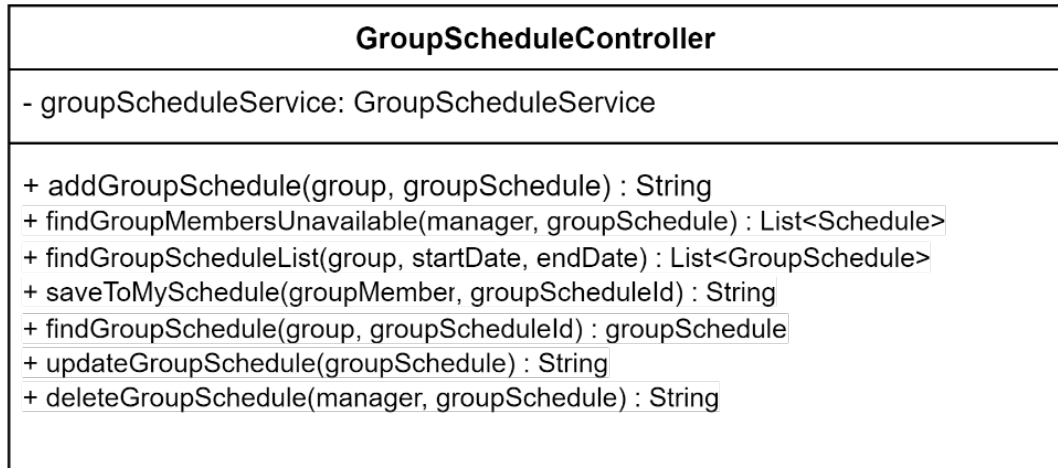 GroupScheduleController
- groupScheduleService: GroupScheduleService
+ addGroupSchedule(group, groupSchedule) : String
+ findGroupMembersUnavailable(manager, groupSchedule) : List<Schedule>
+ findGroupScheduleList(group, startDate, endDate) : List<GroupSchedule>
+ saveToMySchedule(groupMember, groupScheduleId) : String
+ findGroupSchedule(group, groupScheduleId) : groupSchedule
+ updateGroupSchedule(groupSchedule) : String
+ deleteGroupSchedule(manager, groupSchedule) : String